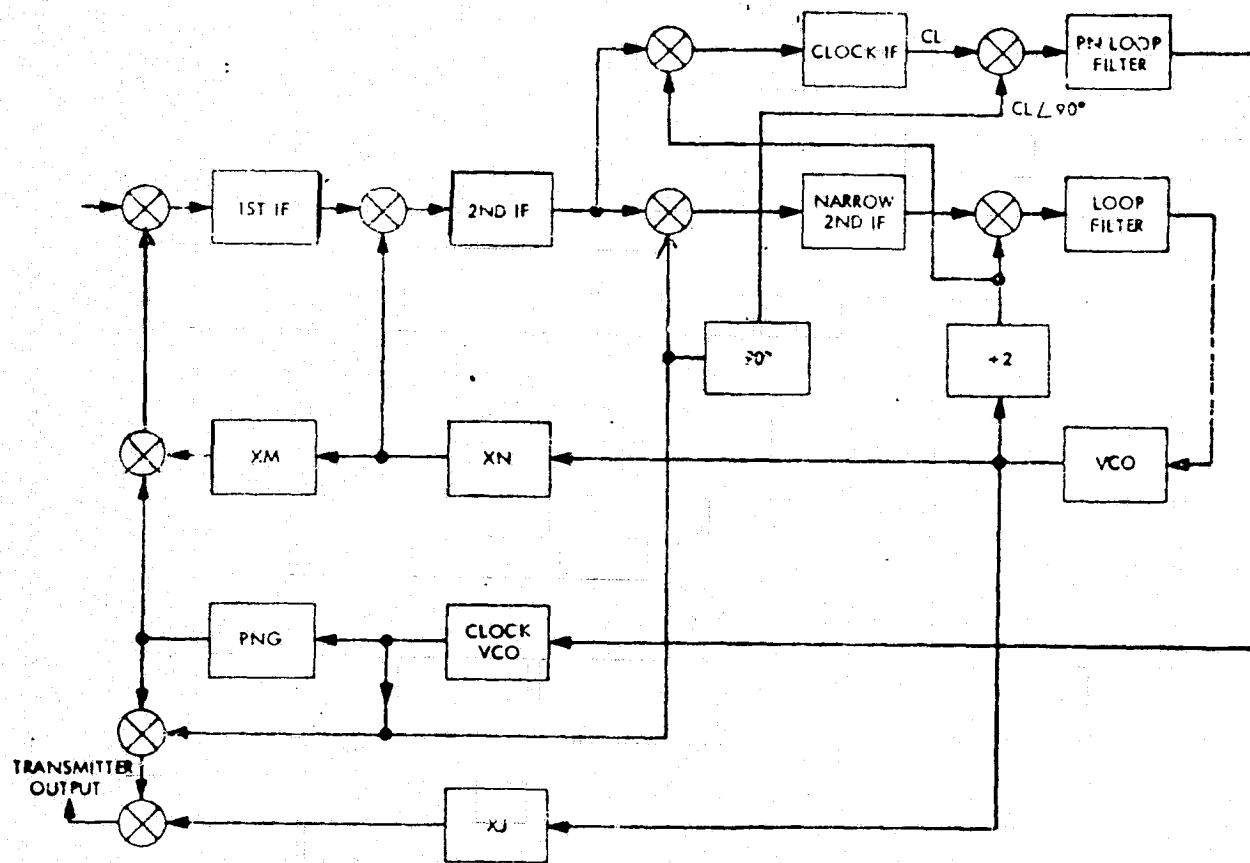 CLOCK IF
CL
PN LOOP
FILTER
CL∠90°
1ST IF
2ND IF
NARROW
2ND IF
LOOP
FILTER
90°
÷2
XM
XN
VCO
PNG
CLOCK
VCO
TRANSMITTER
OUTPUT
XJ